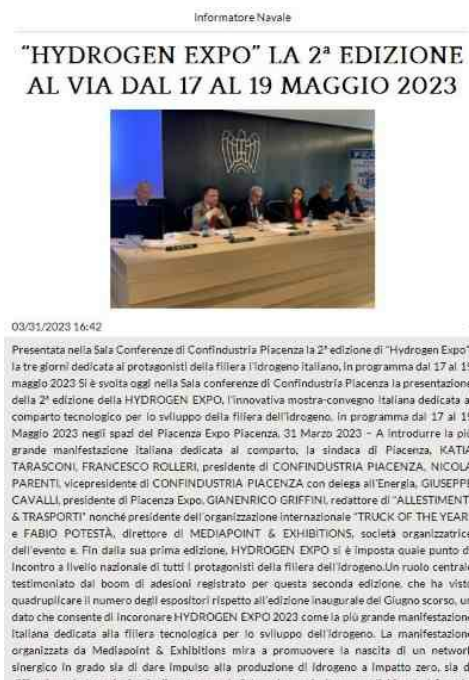 Informatore Navale
"HYDROGEN EXPO" LA 2ª EDIZIONE
AL VIA DAL 17 AL 19 MAGGIO 2023
03/31/2023 16:42
Presentata nella Sala Conferenze di Confindustria Piacenza la 2ª edizione di "Hydrogen Expo"
la tre giorni dedicata ai protagonisti della filiera l'idrogeno italiano, in programma dal 17 al 19
maggio 2023 Si è svolta oggi nella Sala conferenze di Confindustria Piacenza la presentazione
della 2ª edizione della HYDROGEN EXPO, l'innovativa mostra-convegno italiana dedicata al
comparto tecnologico per lo sviluppo della filiera dell'idrogeno, in programma dal 17 al 19
Maggio 2023 negli spazi del Piacenza Expo Piacenza, 31 Marzo 2023 – A introdurre la più
grande manifestazione italiana dedicata al comparto, la sindaca di Piacenza, KATIA
TARASCONI, FRANCESCO ROLLERI, presidente di CONFINDUSTRIA PIACENZA, NICOLA
PARENTI, vicepresidente di CONFINDUSTRIA PIACENZA con delega all'Energia, GIUSEPPE
CAVALLI, presidente di Piacenza Expo, GIANENRICO GRIFFINI, redattore di "ALLESTIMENTI
& TRASPORTI" nonché presidente dell'organizzazione internazionale "TRUCK OF THE YEAR"
e FABIO POTESTÀ, direttore di MEDIAPOINT & EXHIBITIONS, società organizzatrice
dell'evento e. Fin dalla sua prima edizione, HYDROGEN EXPO si è imposta quale punto di
incontro a livello nazionale di tutti i protagonisti della filiera dell'idrogeno.Un ruolo centrale
testimoniato dal boom di adesioni registrato per questa seconda edizione, che ha visto
quadruplicare il numero degli espositori rispetto all'edizione inaugurale del Giugno scorso, un
dato che consente di incoronare HYDROGEN EXPO 2023 come la più grande manifestazione
italiana dedicata alla filiera tecnologica per lo sviluppo dell'idrogeno. La manifestazione
organizzata da Mediapoint & Exhibitions mira a promuovere la nascita di un network
sinergico in grado sia di dare impulso alla produzione di idrogeno a impatto zero, sia di